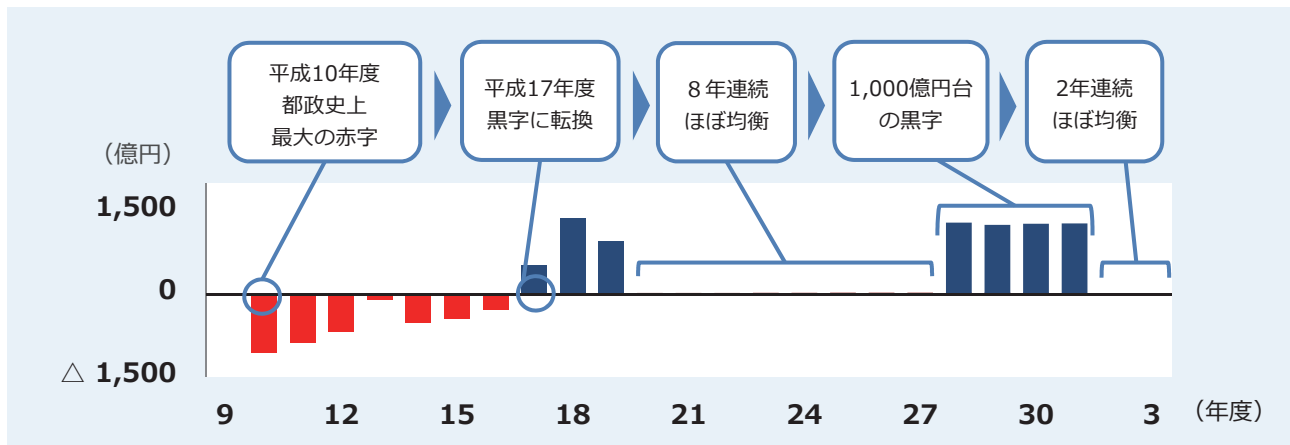 平成10年度
都政史上
最大の赤字
平成17年度
黒字に転換
８年連続
ほぼ均衡
1,000億円台
の黒字
2年連続
ほぼ均衡
（億円）
1,500
0
△ 1,500
9 12 15 18 21 24 27 30 3 （年度）